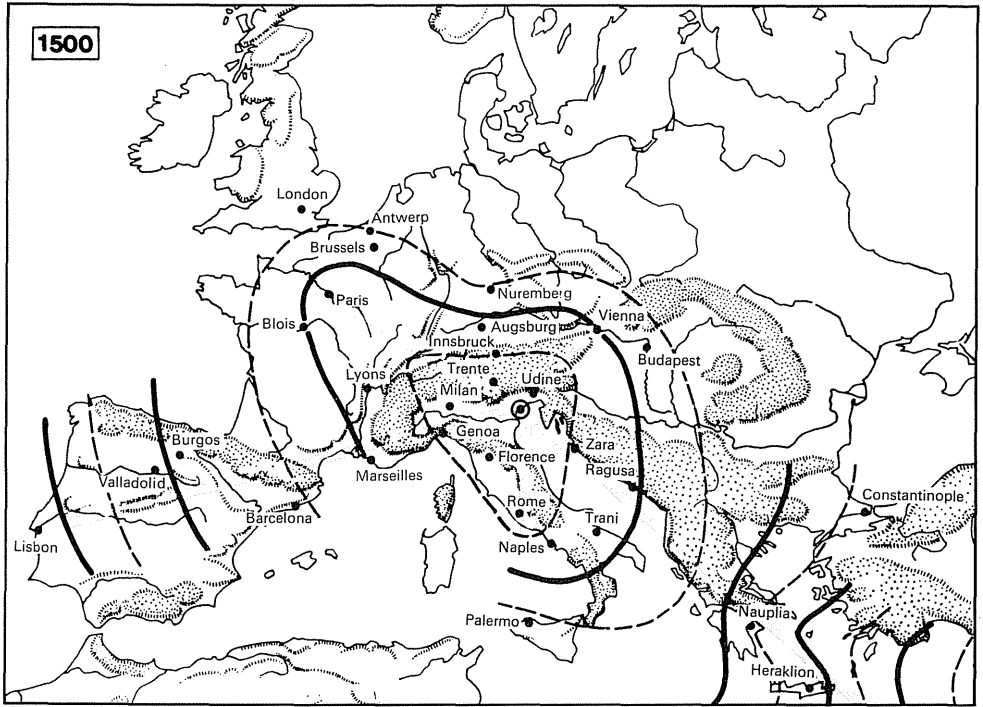 1500
London
Antwerp
Brussels
Nuremberg
Paris
Vienna
Blois
Augsburg
Innsbruck
Budapest
Lyons
Trente
Udine
Milan
Burgos
Genoa
Zara
Florence
Ragusa
Marseilles
Valladolid
Rome
Constantinople
Barcelona
Trani
Lisbon
Naples
Nauplia
Palermo
Heraklion